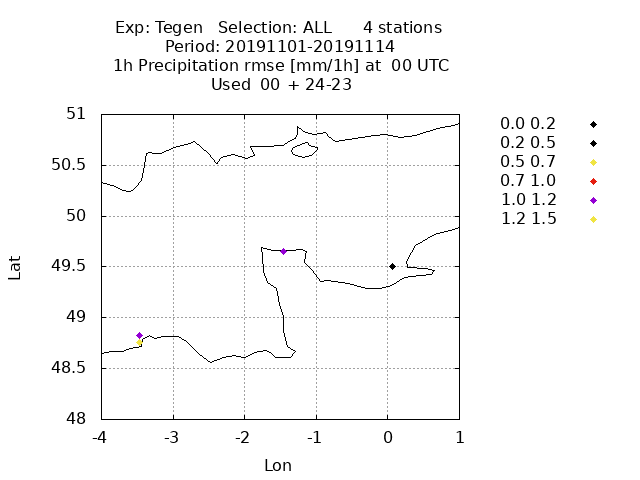 Exp: Tegen   Selection: ALL      4 stations
Period: 20191101-20191114
1h Precipitation rmse [mm/1h] at  00 UTC
Used  00 + 24-23
51
50.5
50
49.5
49
48.5
48
-4 -3 -2 -1 0 1
Lat
Lon
0.0 0.2
0.2 0.5
0.5 0.7
0.7 1.0
1.0 1.2
1.2 1.5